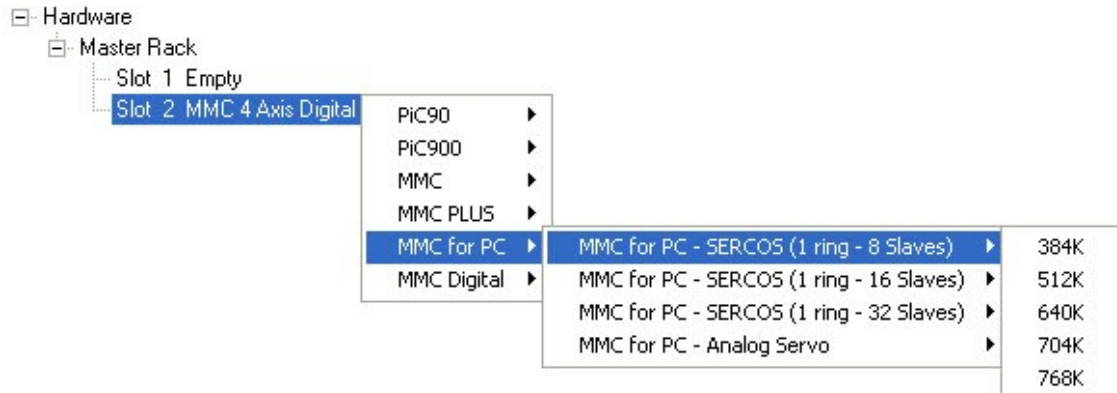 Hardware
Master Rack
Slot 1 Empty
Slot 2 MMC 4 Axis Digital
PiC90
PiC900
MMC
MMC PLUS
MMC for PC
MMC Digital
MMC for PC - SERCOS (1 ring - 8 Slaves)
MMC for PC - SERCOS (1 ring - 16 Slaves)
MMC for PC - SERCOS (1 ring - 32 Slaves)
MMC for PC - Analog Servo
384K
512K
640K
704K
768K